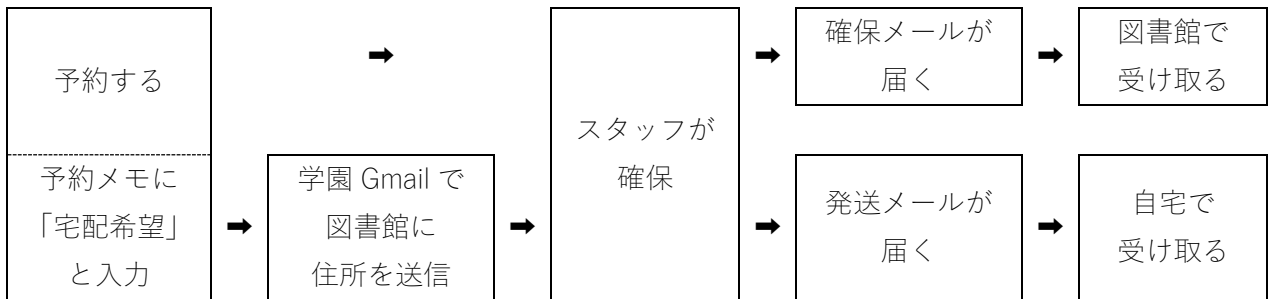 予約する
➡
予約メモに
「宅配希望」
と入力
➡
学園 Gmail で
図書館に
住所を送信
➡
スタッフが
確保
➡
確保メールが
届く
➡
図書館で
受け取る
➡
発送メールが
届く
➡
自宅で
受け取る